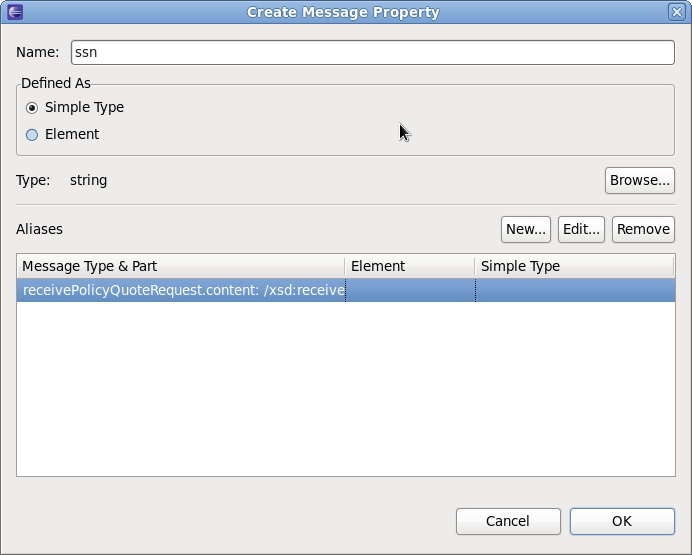 Create Message Property
Name: ssn
Defined As
Simple Type
Element
Type: string Browse...
Aliases New... Edit... Remove
Message Type & Part Element Simple Type
receivePolicyQuoteRequest.content: /xsd:receive
Cancel OK